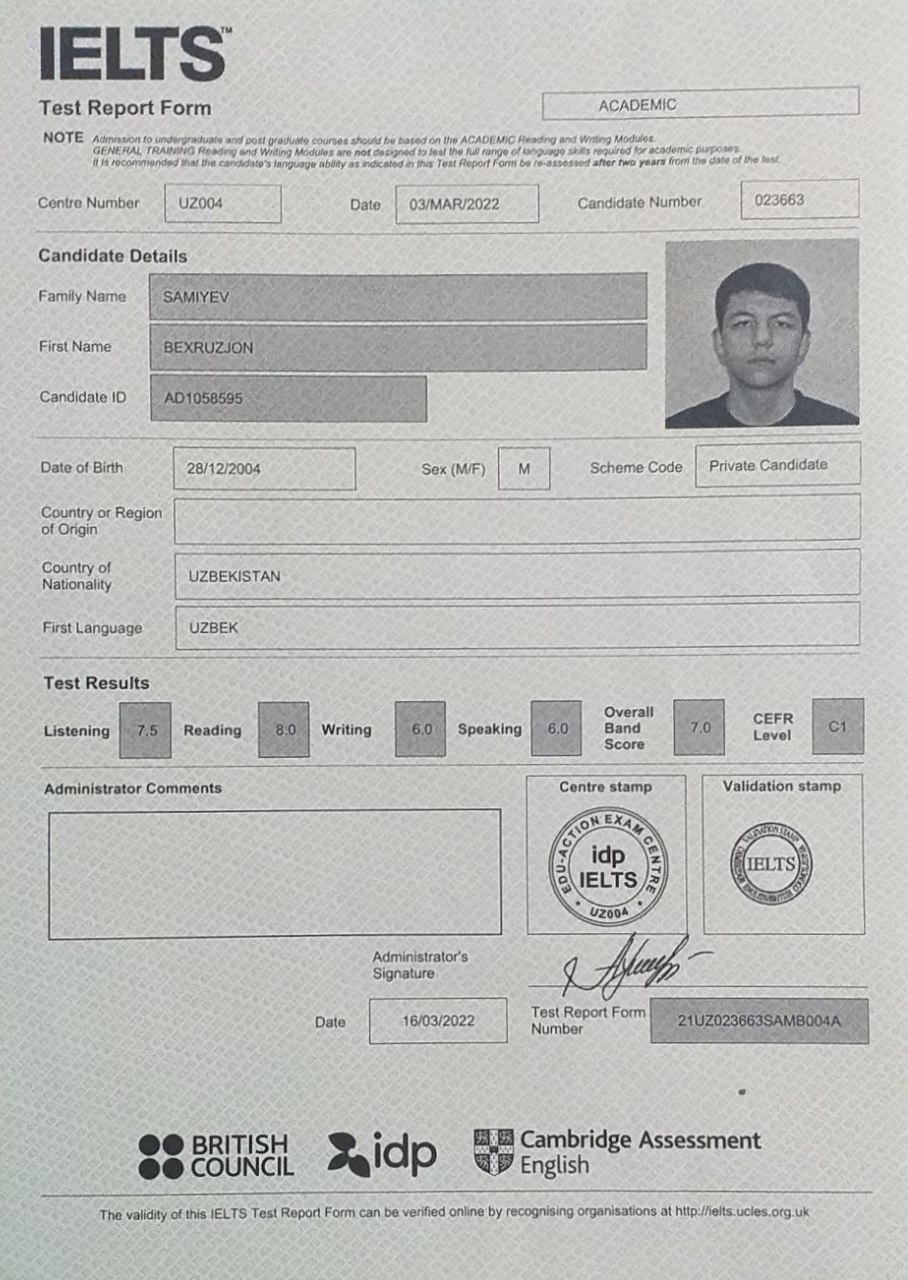 IELTS™
Test Report Form
ACADEMIC
NOTE Admission to undergraduate and post graduate courses should be based on the ACADEMIC Reading and Writing Modules.
GENERAL TRAINING Reading and Writing Modules are not designed to test the full range of language skills required for academic purposes.
It is recommended that the candidate's language ability as indicated in this Test Report Form be re-assessed after two years from the date of the test.
Centre Number UZ004 Date 03/MAR/2022 Candidate Number 023663
Candidate Details
Family Name SAMIYEV
First Name BEXRUZJON
Candidate ID AD1058595
Date of Birth 28/12/2004 Sex (M/F) M Scheme Code Private Candidate
Country or Region
of Origin
Country of
Nationality UZBEKISTAN
First Language UZBEK
Test Results
Listening 7.5 Reading 8.0 Writing 6.0 Speaking 6.0 Overall Band Score 7.0 CEFR Level C1
Administrator Comments
Centre stamp
Validation stamp
EDU-ACTION EXAM CENTRE
idp
IELTS
UZ004
VALIDATION STAMP
IELTS
Administrator's
Signature
Date 16/03/2022
Test Report Form
Number 21UZ023663SAMB004A
BRITISH
COUNCIL
idp
Cambridge Assessment
English
The validity of this IELTS Test Report Form can be verified online by recognising organisations at http://ielts.ucles.org.uk